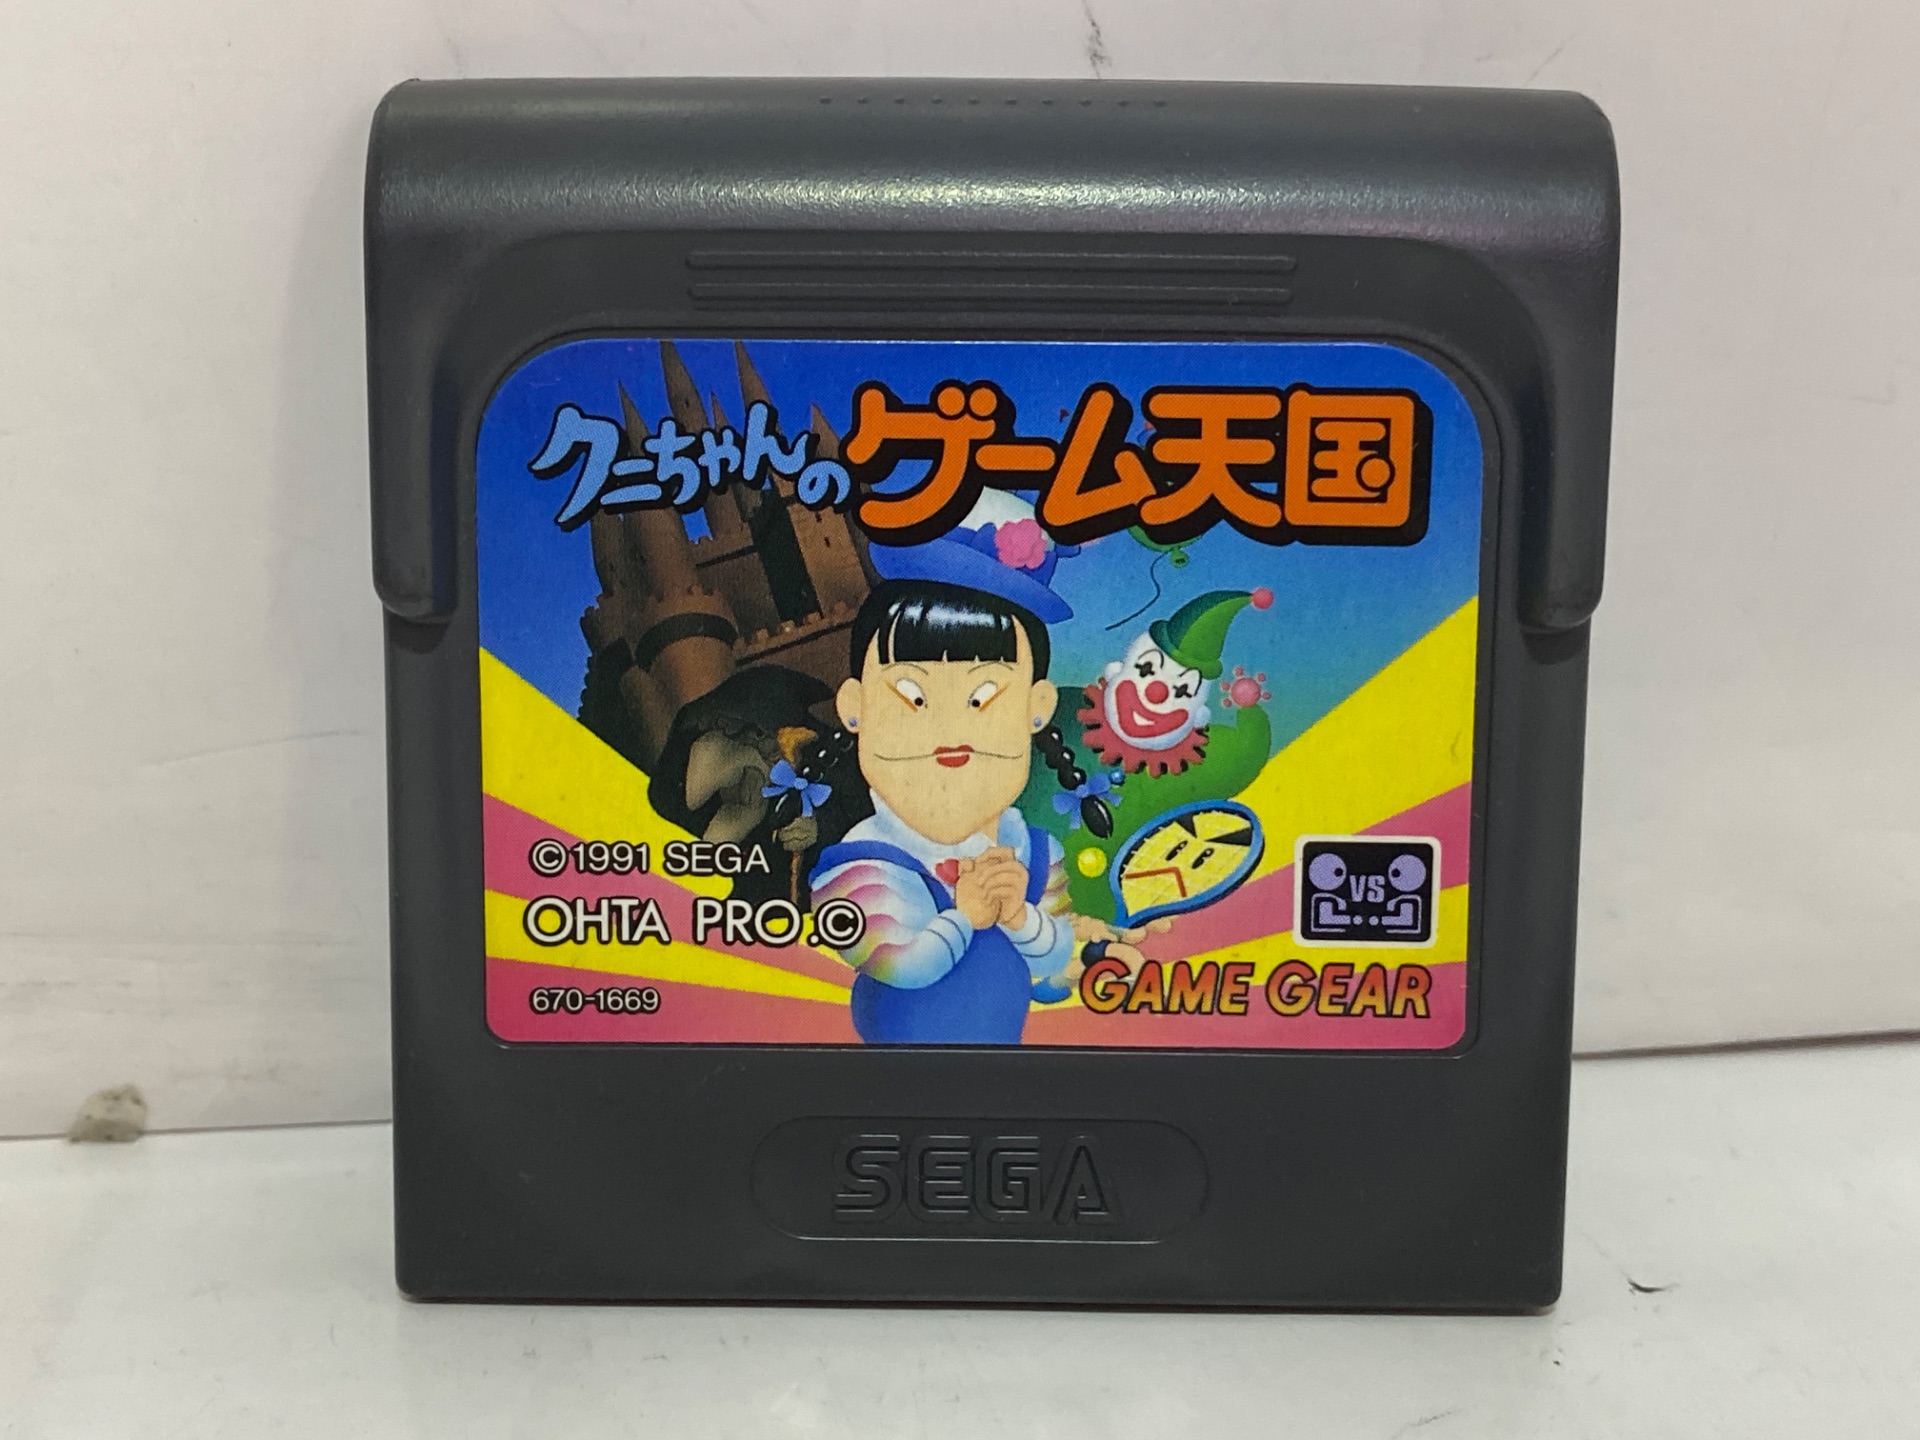 クニちゃんのゲーム天国
©1991 SEGA
OHTA PRO.©
VS
670-1669
GAME GEAR
SEGA